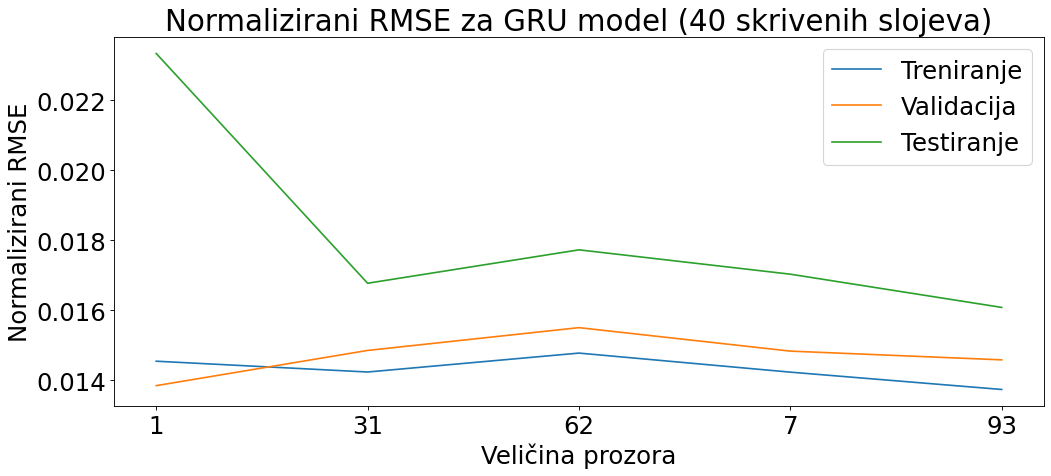 Normalizirani RMSE za GRU model (40 skrivenih slojeva)
Normalizirani RMSE
0.022
0.020
0.018
0.016
0.014
Treniranje
Validacija
Testiranje
1 31 62 7 93
Veličina prozora